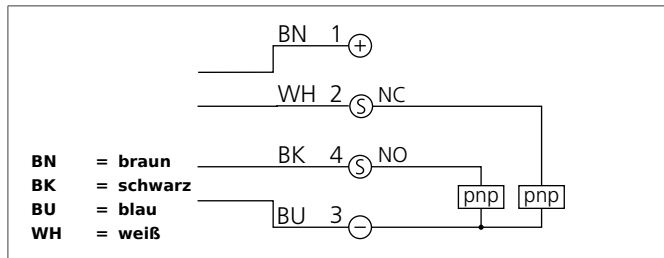 BN 1 +
WH 2 S NC
BK 4 S NO
pnp pnp
BU 3 −
BN = braun
BK = schwarz
BU = blau
WH = weiß